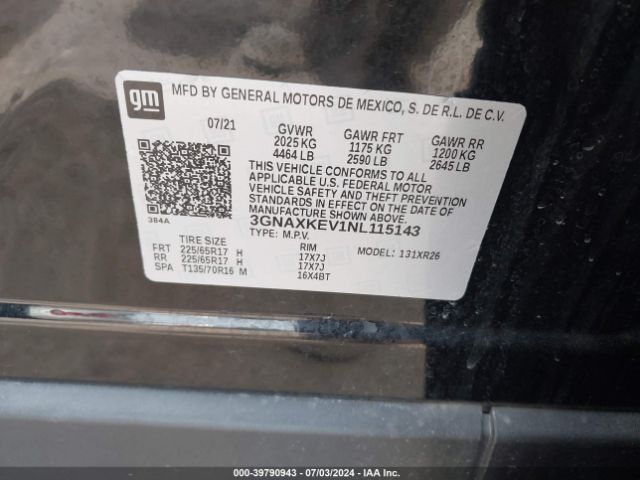 gm
MFD BY GENERAL MOTORS DE MEXICO, S. DE R.L. DE C.V.
07/21 GVWR GAWR FRT GAWR RR
2025 KG 1175 KG 1200 KG
4464 LB 2590 LB 2645 LB
THIS VEHICLE CONFORMS TO ALL
APPLICABLE U.S. FEDERAL MOTOR
VEHICLE SAFETY AND THEFT PREVENTION
STANDARDS IN EFFECT ON THE DATE OF
MANUFACTURE SHOWN ABOVE.
384A
3GNAXKEV1NL115143
TYPE: M.P.V. MODEL: 131XR26
TIRE SIZE RIM
FRT 225/65R17 H 17X7J
RR 225/65R17 H 17X7J
SPA T135/70R16 M 16X4BT
000-39790943 / 07/03/2024 - IAA Inc.